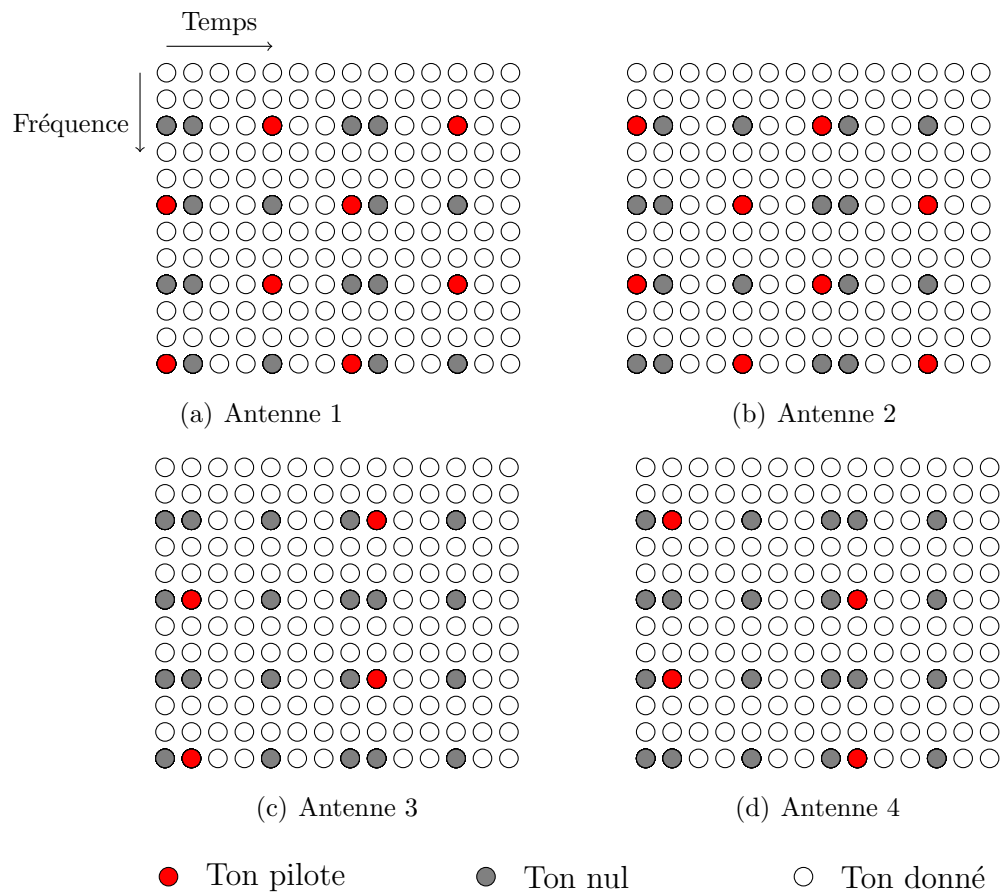 Temps
Fréquence
(a) Antenne 1
(b) Antenne 2
(c) Antenne 3
(d) Antenne 4
Ton pilote
Ton nul
Ton donné